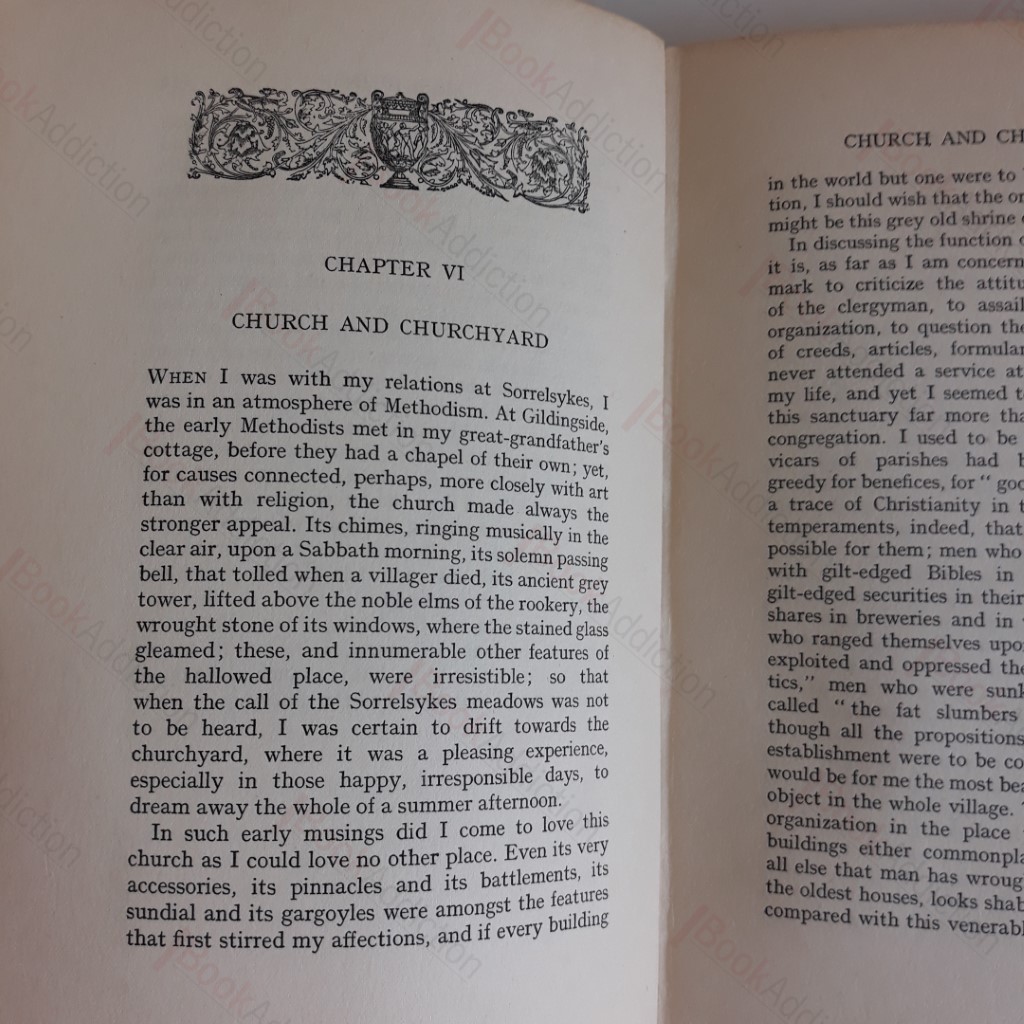 CHAPTER VI
CHURCH AND CHURCHYARD
WHEN I was with my relations at Sorrelsykes, I
was in an atmosphere of Methodism. At Gildingside,
the early Methodists met in my great-grandfather's
cottage, before they had a chapel of their own; yet,
for causes connected, perhaps, more closely with art
than with religion, the church made always the
stronger appeal. Its chimes, ringing musically in the
clear air, upon a Sabbath morning, its solemn passing
bell, that tolled when a villager died, its ancient grey
tower, lifted above the noble elms of the rookery, the
wrought stone of its windows, where the stained glass
gleamed; these, and innumerable other features of
the hallowed place, were irresistible; so that
when the call of the Sorrelsykes meadows was not
to be heard, I was certain to drift towards the
churchyard, where it was a pleasing experience,
especially in those happy, irresponsible days, to
dream away the whole of a summer afternoon.
In such early musings did I come to love this
church as I could love no other place. Even its very
accessories, its pinnacles and its battlements, its
sundial and its gargoyles were amongst the features
that first stirred my affections, and if every building
CHURCH AND CH
in the world but one were to
tion, I should wish that the
might be this grey old shrine
In discussing the function
it is, as far as I am concern
mark to criticize the attitu
of the clergyman, to assail
organization, to question the
of creeds, articles, formular
never attended a service at
my life, and yet I seemed t
this sanctuary far more tha
congregation. I used to be
vicars of parishes had b
greedy for benefices, for " goo
a trace of Christianity in t
temperaments, indeed, that
possible for them; men who
with gilt-edged Bibles in
gilt-edged securities in their
shares in breweries and in
who ranged themselves upo
exploited and oppressed the
tics," men who were sunk
called " the fat slumbers
though all the propositions
establishment were to be co
would be for me the most bea
object in the whole village.
organization in the place
buildings either commonpla
all else that man has wroug
the oldest houses, looks shab
compared with this venerabl
BookAddiction